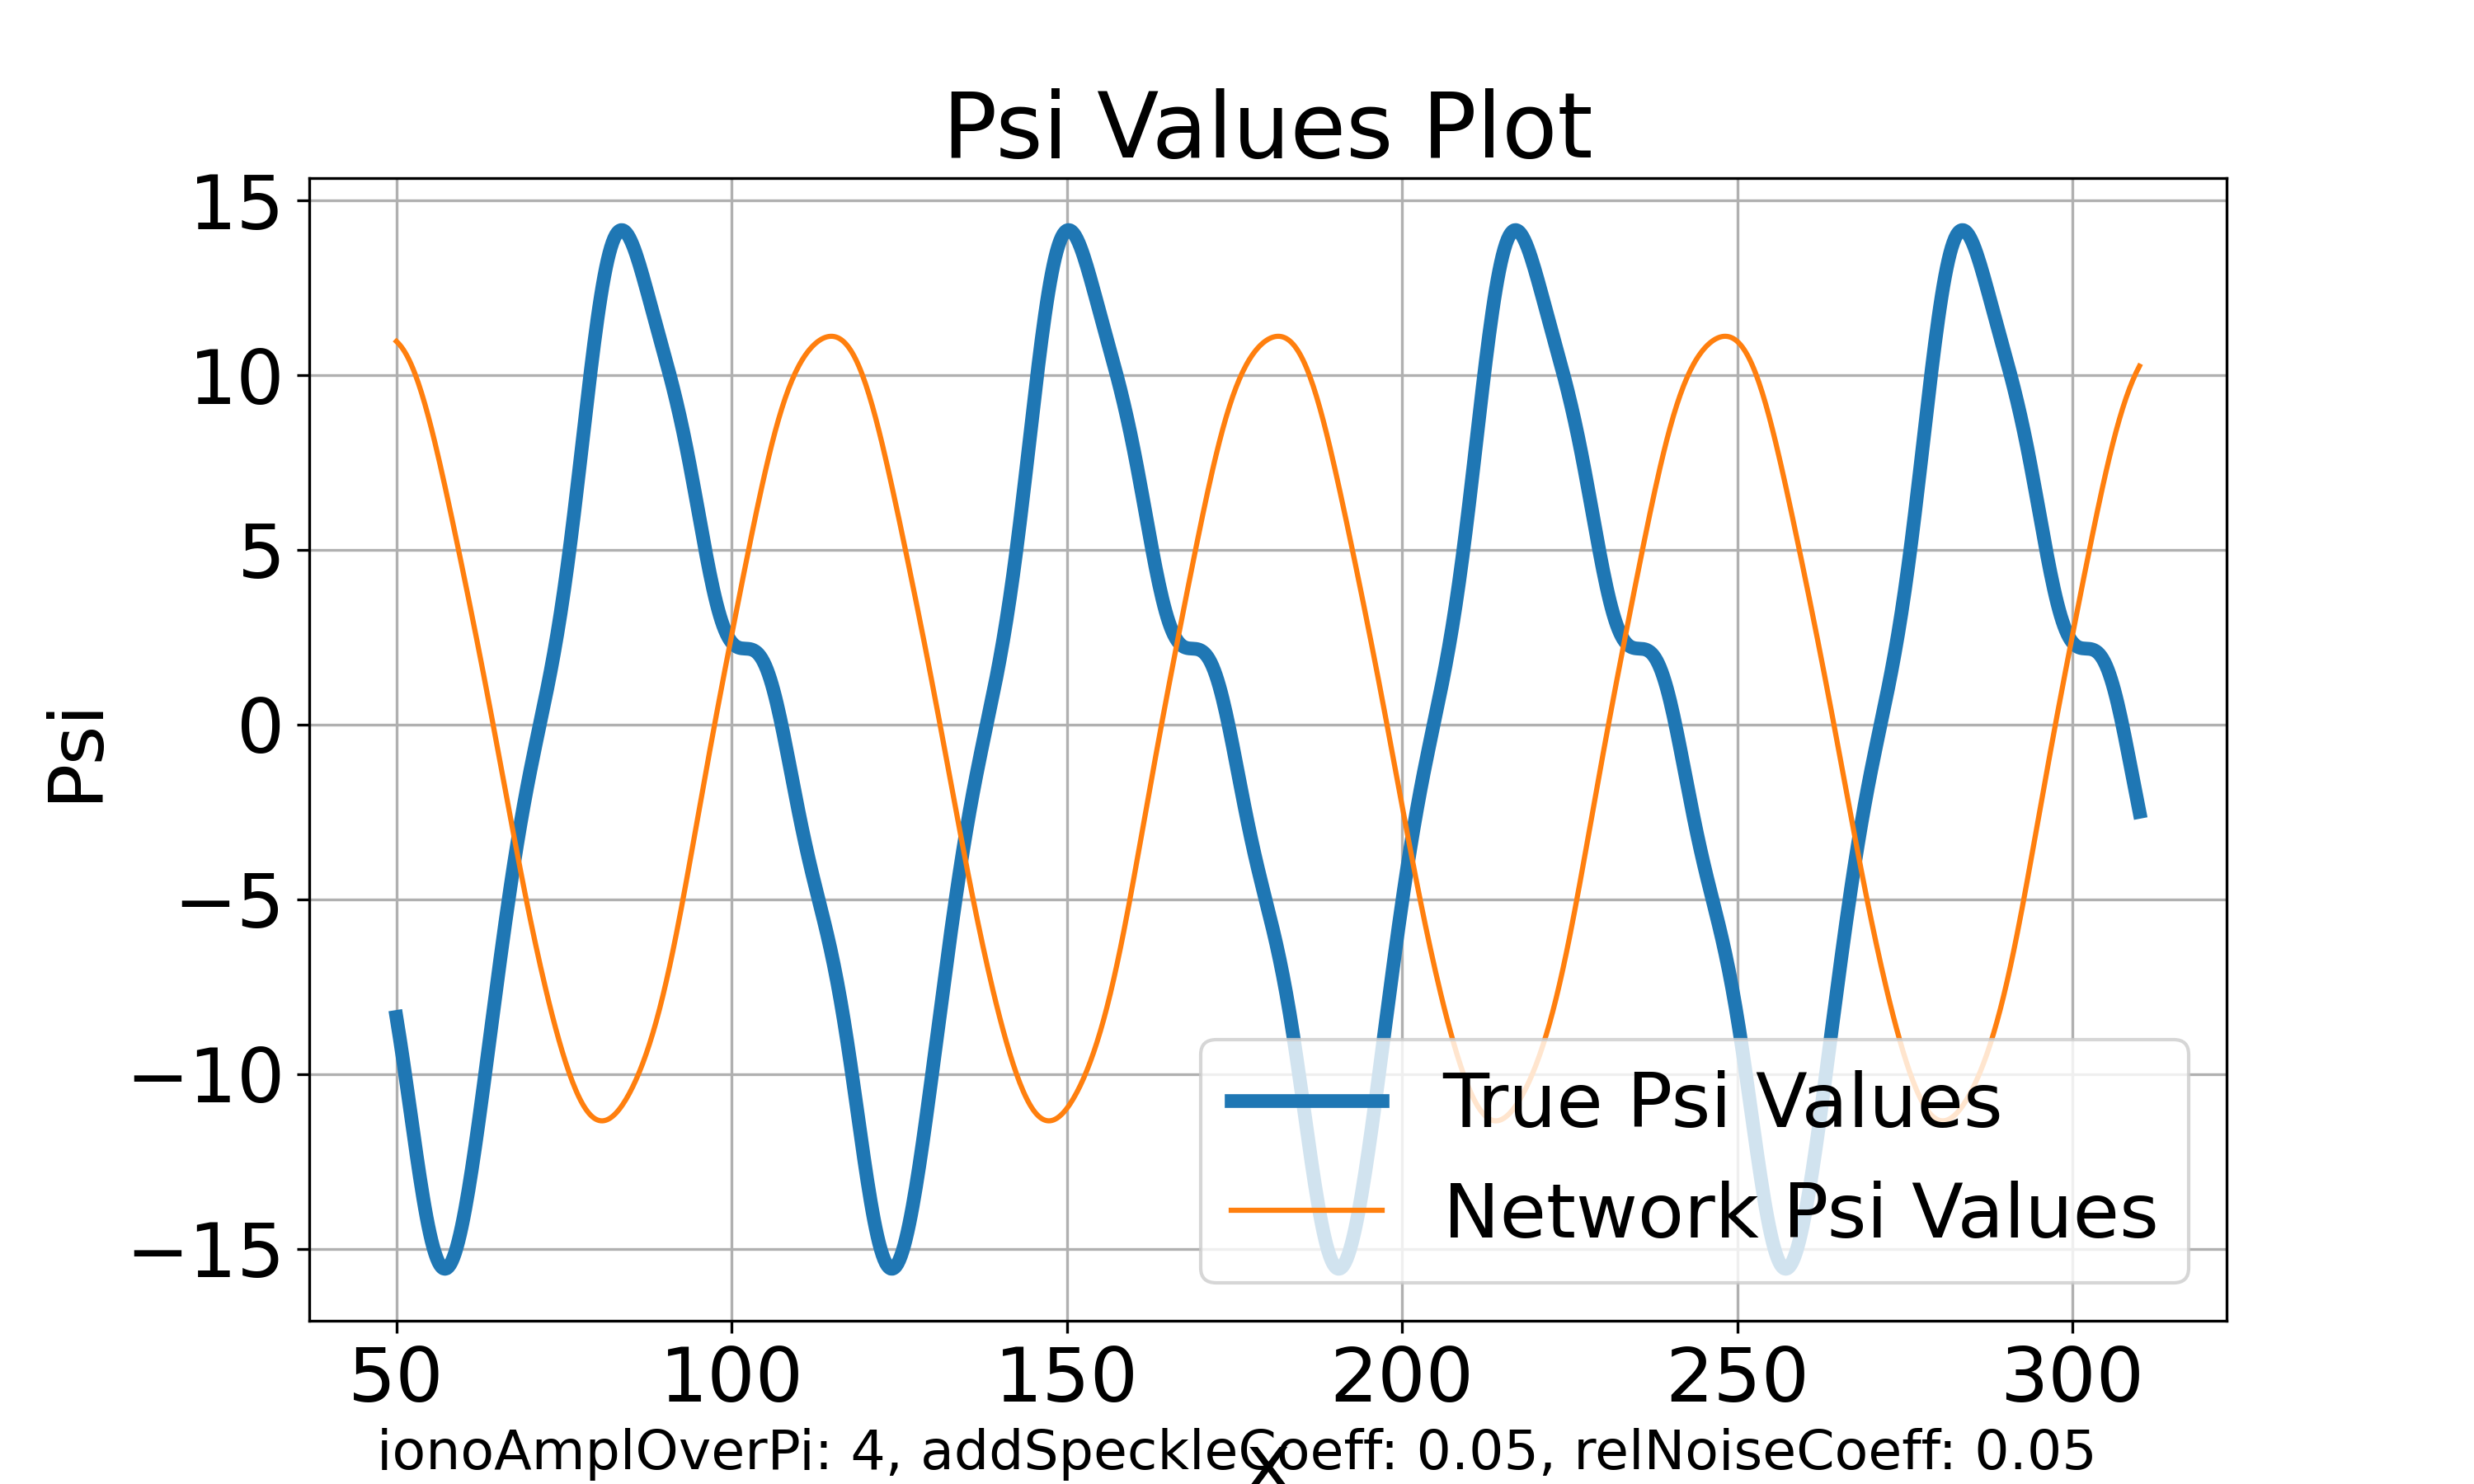 Psi Values Plot
15
10
5
0
−5
−10
−15
Psi
True Psi Values
Network Psi Values
50 100 150 200 250 300
ionoAmplOverPi: 4, addSpeckleCoeff: 0.05, relNoiseCoeff: 0.05
x